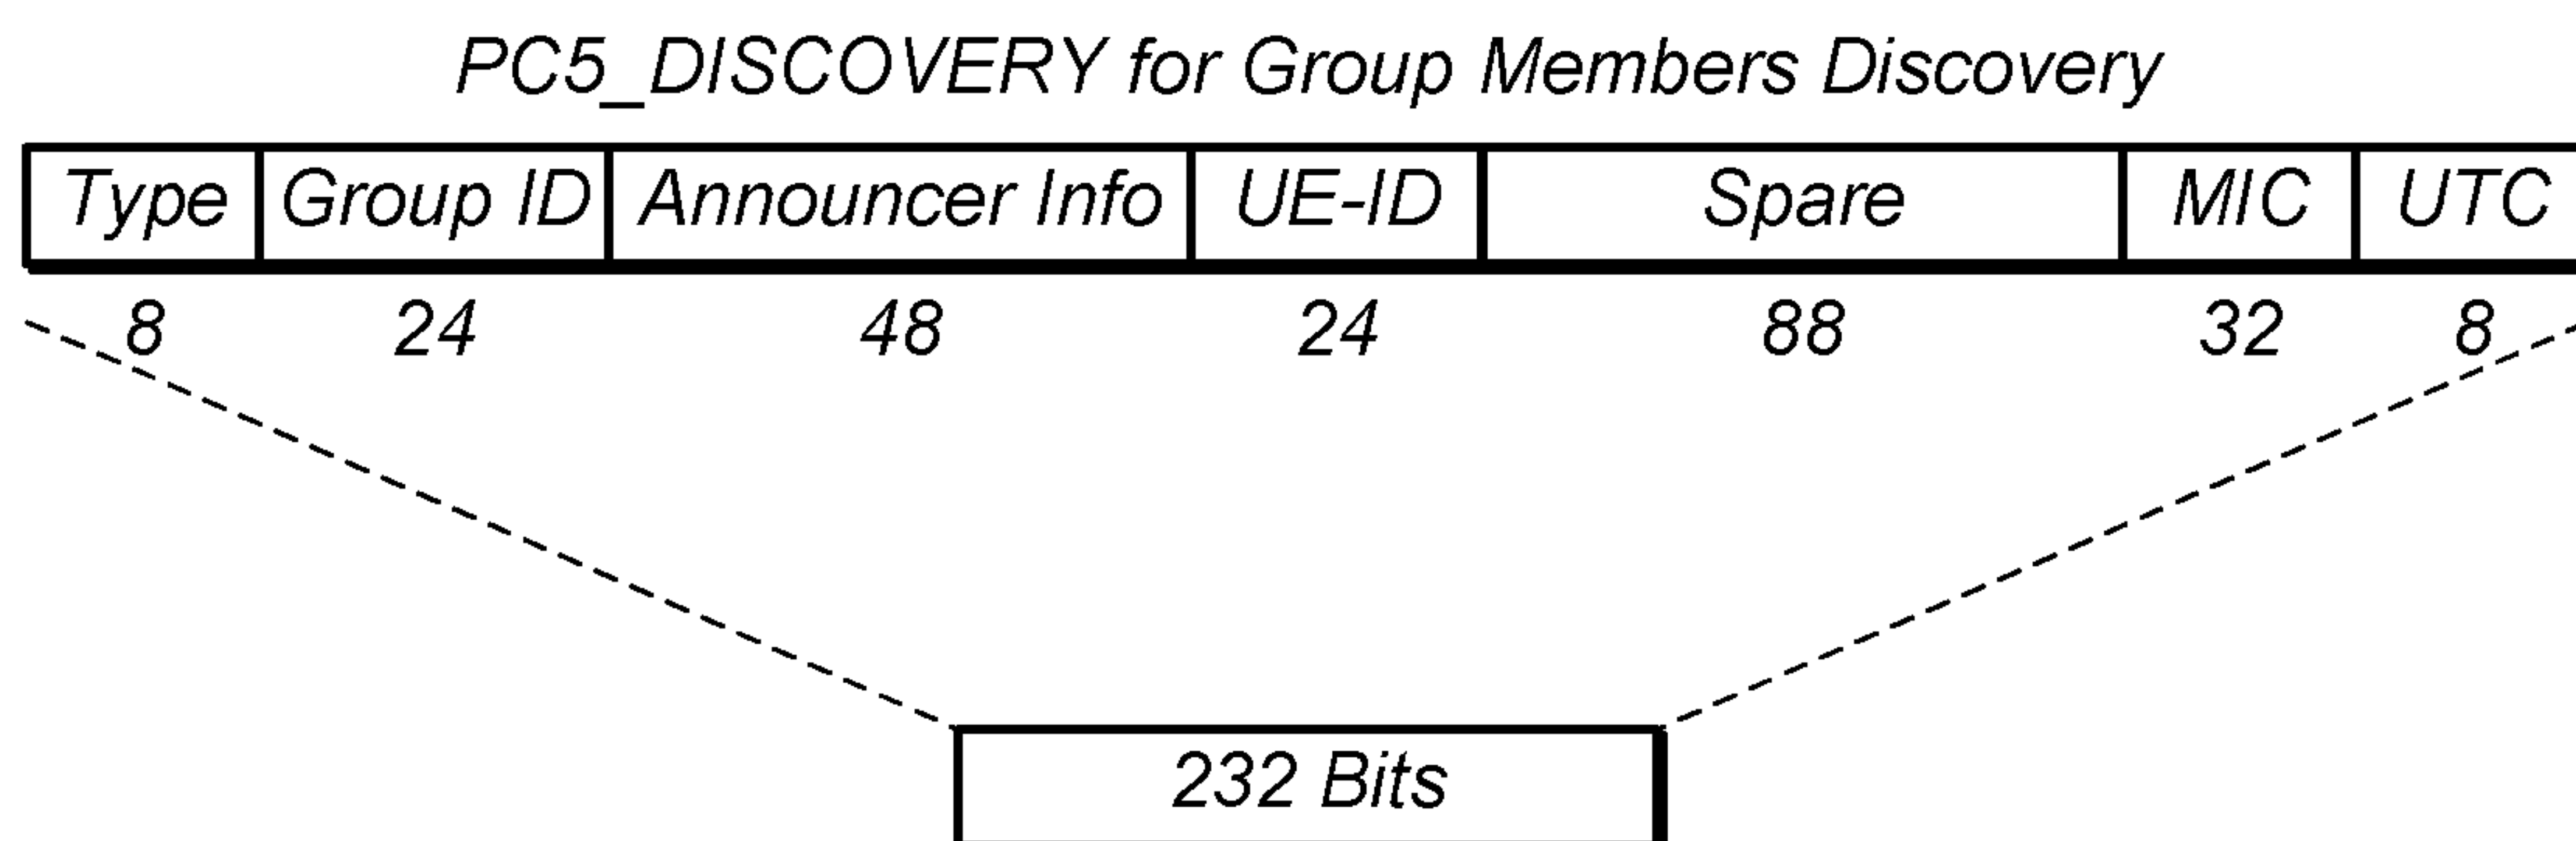 PC5_DISCOVERY for Group Members Discovery
Type Group ID Announcer Info UE-ID Spare MIC UTC
8 24 48 24 88 32 8
232 Bits